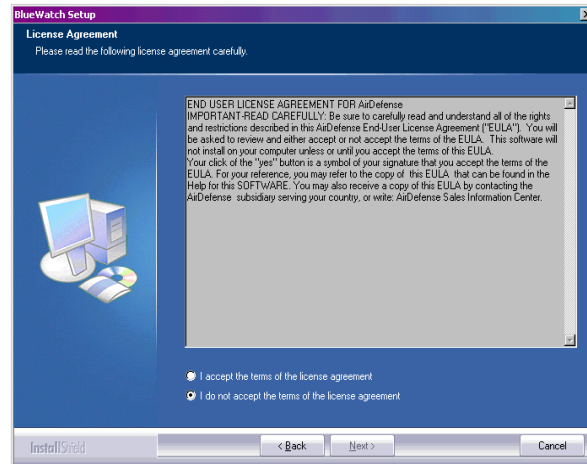 BlueWatch Setup
License Agreement
Please read the following license agreement carefully.
END USER LICENSE AGREEMENT FOR AirDefense
IMPORTANT-READ CAREFULLY: Be sure to carefully read and understand all of the rights
and restrictions described in this AirDefense End-User License Agreement ("EULA"). You will
be asked to review and either accept or not accept the terms of the EULA. This software will
not install on your computer unless or until you accept the terms of this EULA.
Your click of the "yes" button is a symbol of your signature that you accept the terms of the
EULA. For your reference, you may refer to the copy of this EULA that can be found in the
Help for this SOFTWARE. You may also receive a copy of this EULA by contacting the
AirDefense subsidiary serving your country, or write: AirDefense Sales Information Center.
I accept the terms of the license agreement
I do not accept the terms of the license agreement
InstallShield
< Back
Next >
Cancel